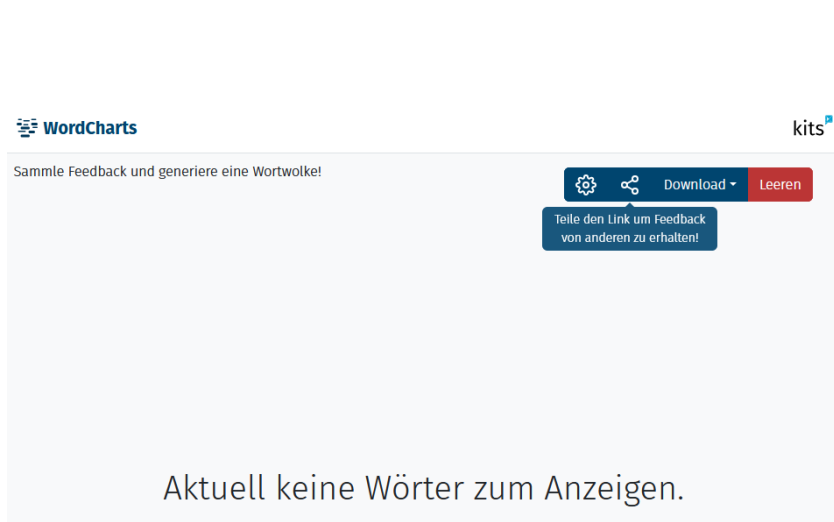 WordCharts
kits
Sammle Feedback und generiere eine Wortwolke!
Download
Leeren
Teile den Link um Feedback
von anderen zu erhalten!
Aktuell keine Wörter zum Anzeigen.